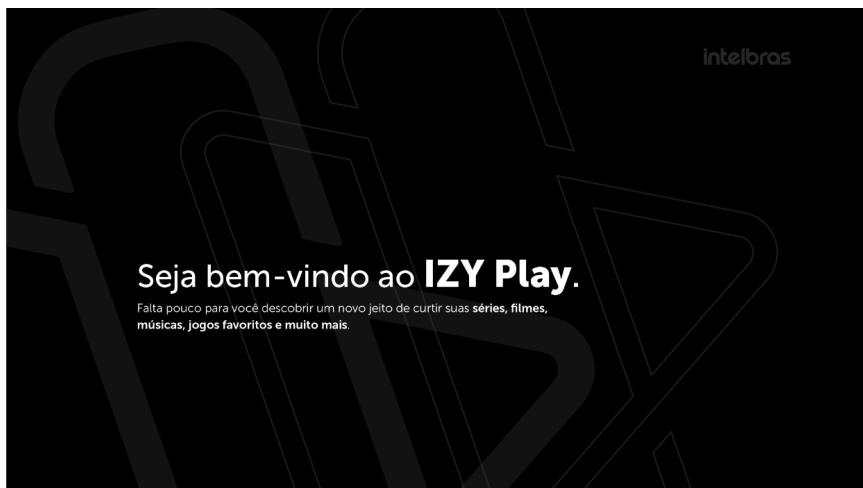 intelbras
Seja bem-vindo ao IZY Play.
Falta pouco para você descobrir um novo jeito de curtir suas séries, filmes,
músicas, jogos favoritos e muito mais.